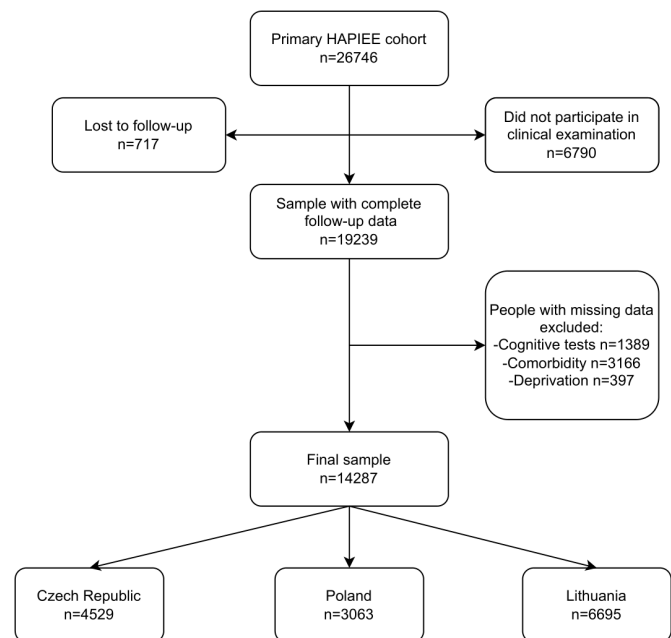 Primary HAPIEE cohort
n=26746
Lost to follow-up
n=717
Did not participate in
clinical examination
n=6790
Sample with complete
follow-up data
n=19239
People with missing data
excluded:
-Cognitive tests n=1389
-Comorbidity n=3166
-Deprivation n=397
Final sample
n=14287
Czech Republic
n=4529
Poland
n=3063
Lithuania
n=6695